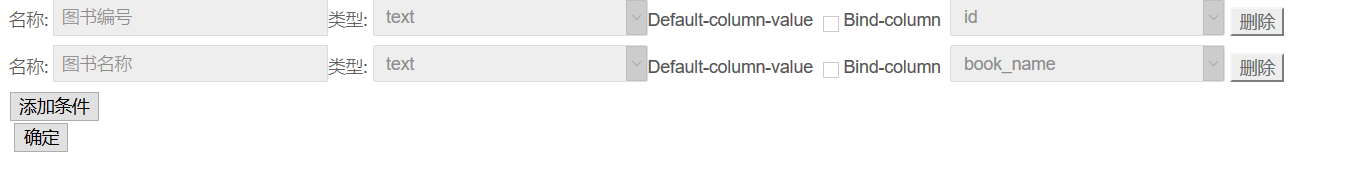 名称: 图书编号 类型: text Default-column-value Bind-column id 删除
名称: 图书名称 类型: text Default-column-value Bind-column book_name 删除
添加条件
确定